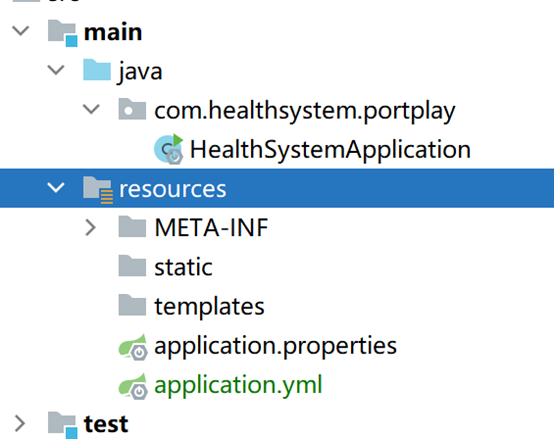 main
java
com.healthsystem.portplay
HealthSystemApplication
resources
META-INF
static
templates
application.properties
application.yml
test